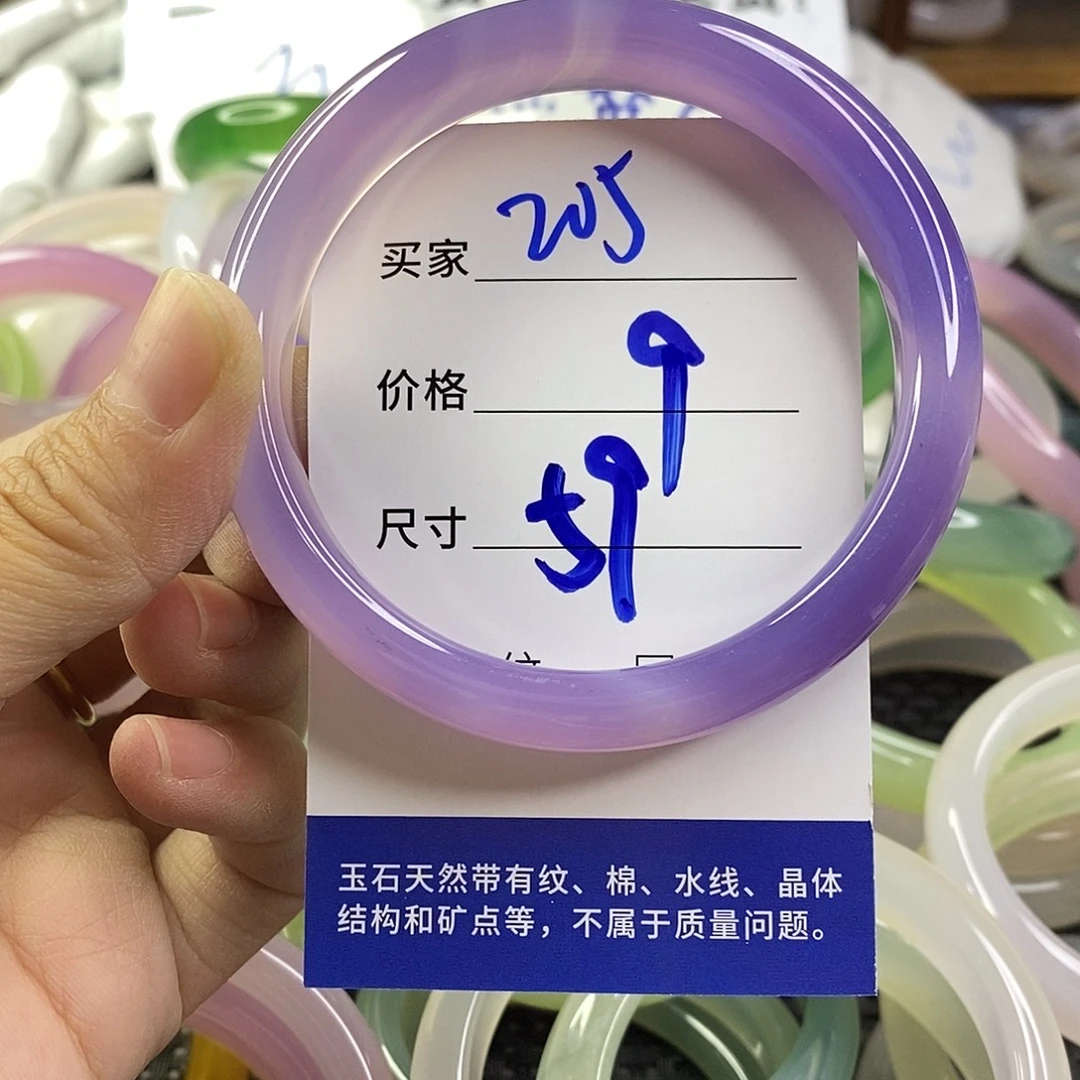 买家 205
价格 9
尺寸 59
玉石天然带有纹、棉、水线、晶体
结构和矿点等，不属于质量问题。